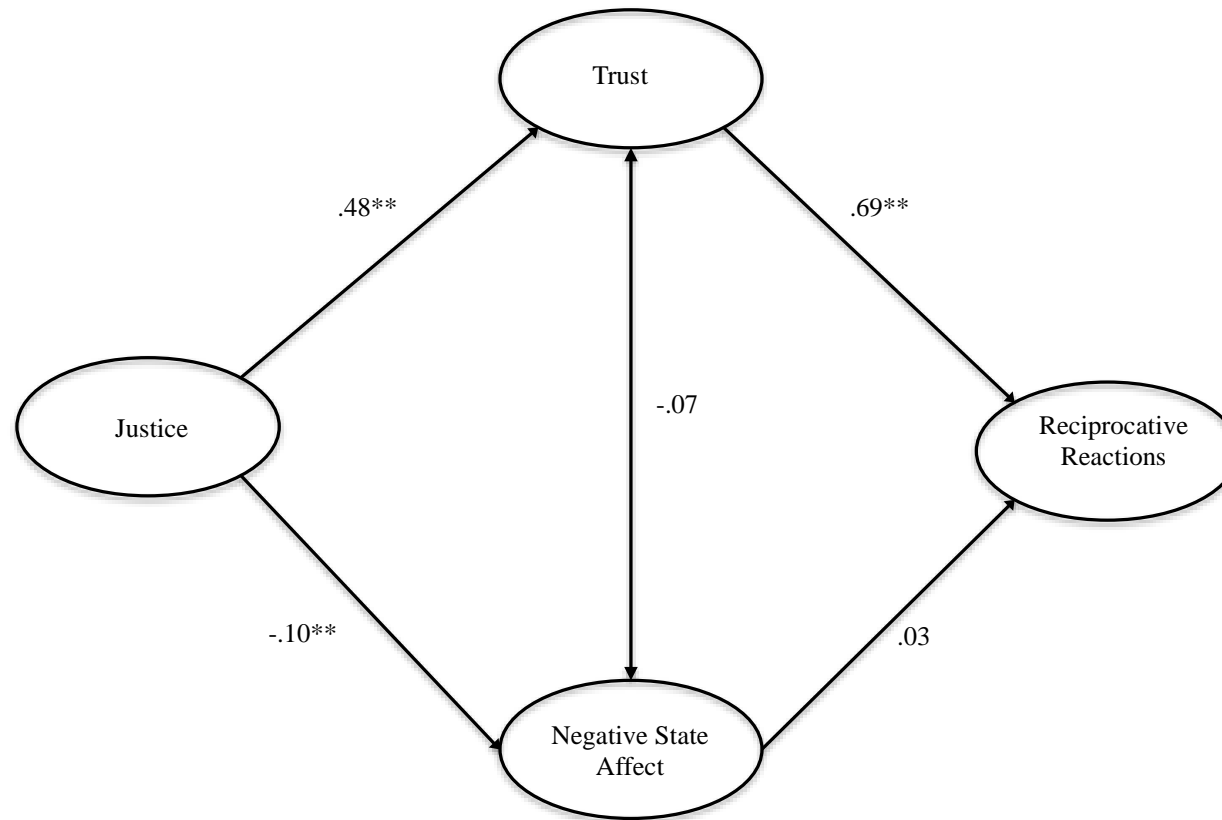 Trust
.48**
.69**
-.07
Justice
Reciprocative
Reactions
-.10**
.03
Negative State
Affect